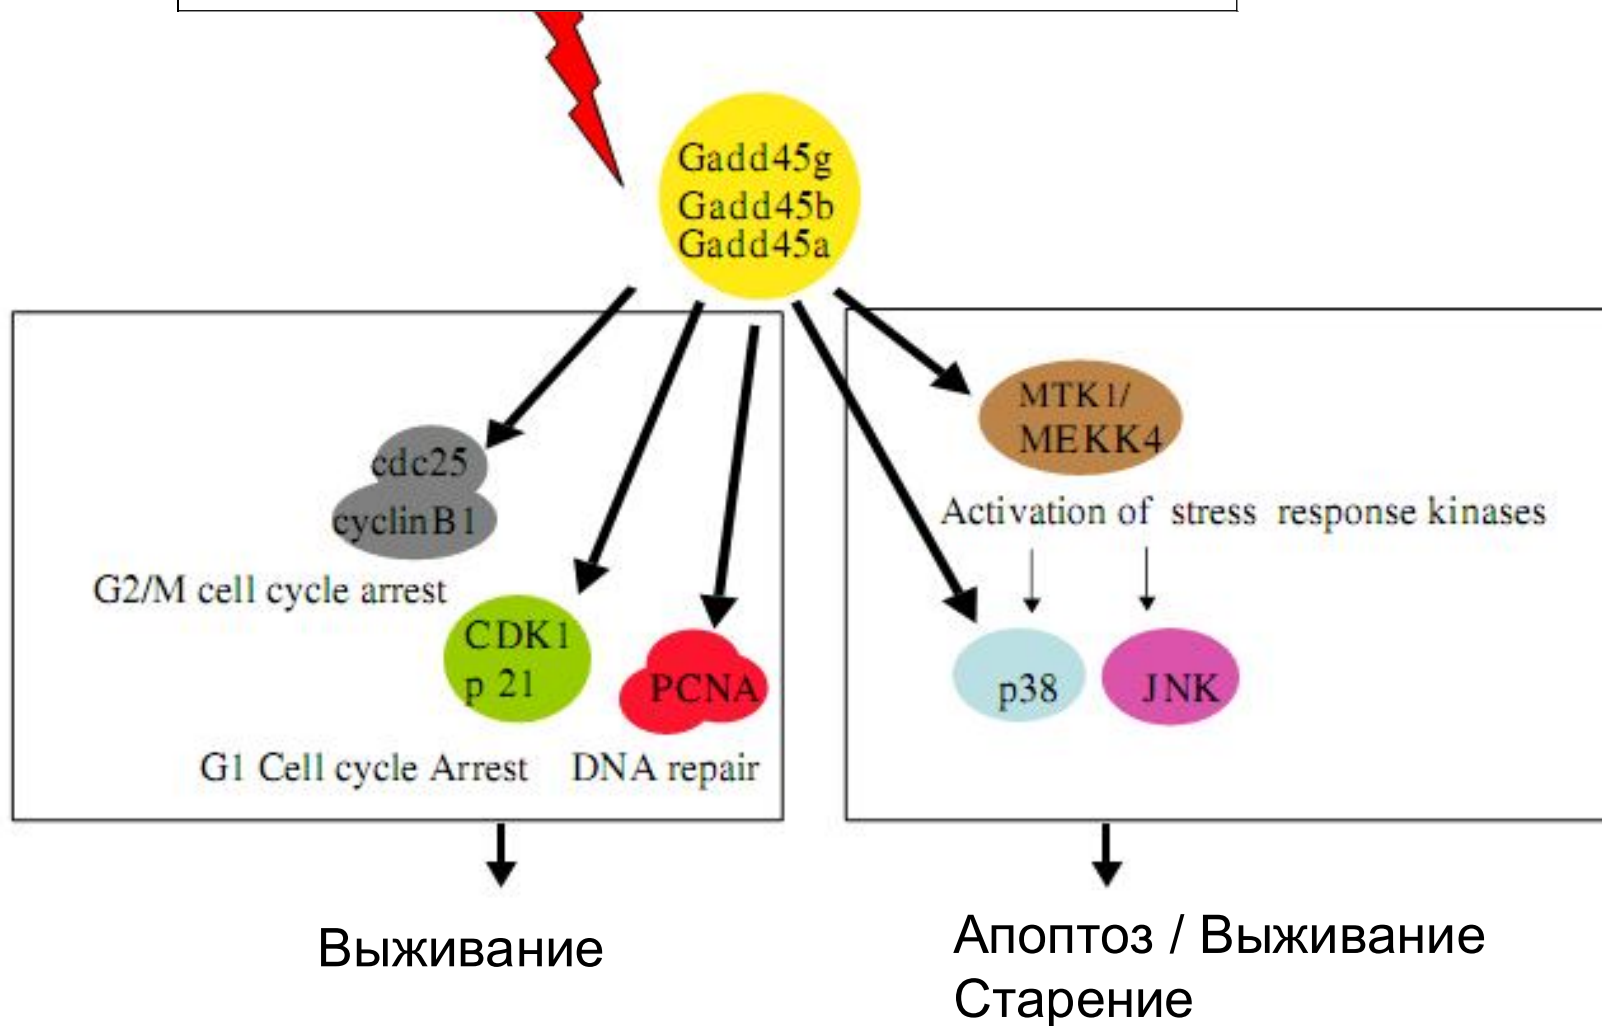 Gadd45g
Gadd45b
Gadd45a
cdc25
cyclinB1
G2/M cell cycle arrest
CDK1
p 21
PCNA
G1 Cell cycle Arrest
DNA repair
MTK1/
MEKK4
Activation of stress response kinases
p38
JNK
Выживание
Апоптоз / Выживание
Старение